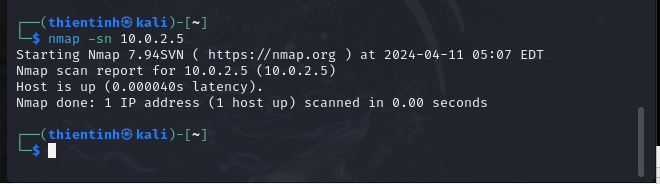 ┌──(thientinh㉿kali)-[~]
└─$ nmap -sn 10.0.2.5
Starting Nmap 7.94SVN ( https://nmap.org ) at 2024-04-11 05:07 EDT
Nmap scan report for 10.0.2.5 (10.0.2.5)
Host is up (0.000040s latency).
Nmap done: 1 IP address (1 host up) scanned in 0.00 seconds
┌──(thientinh㉿kali)-[~]
└─$